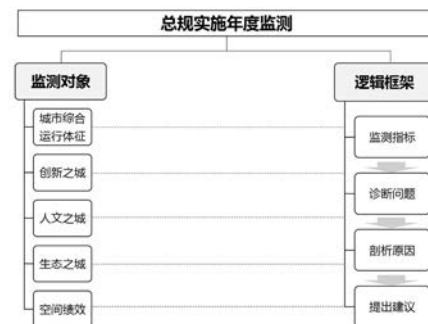 总规实施年度监测
监测对象
逻辑框架
城市综合
运行体征
创新之城
人文之城
生态之城
空间绩效
监测指标
诊断问题
剖析原因
提出建议